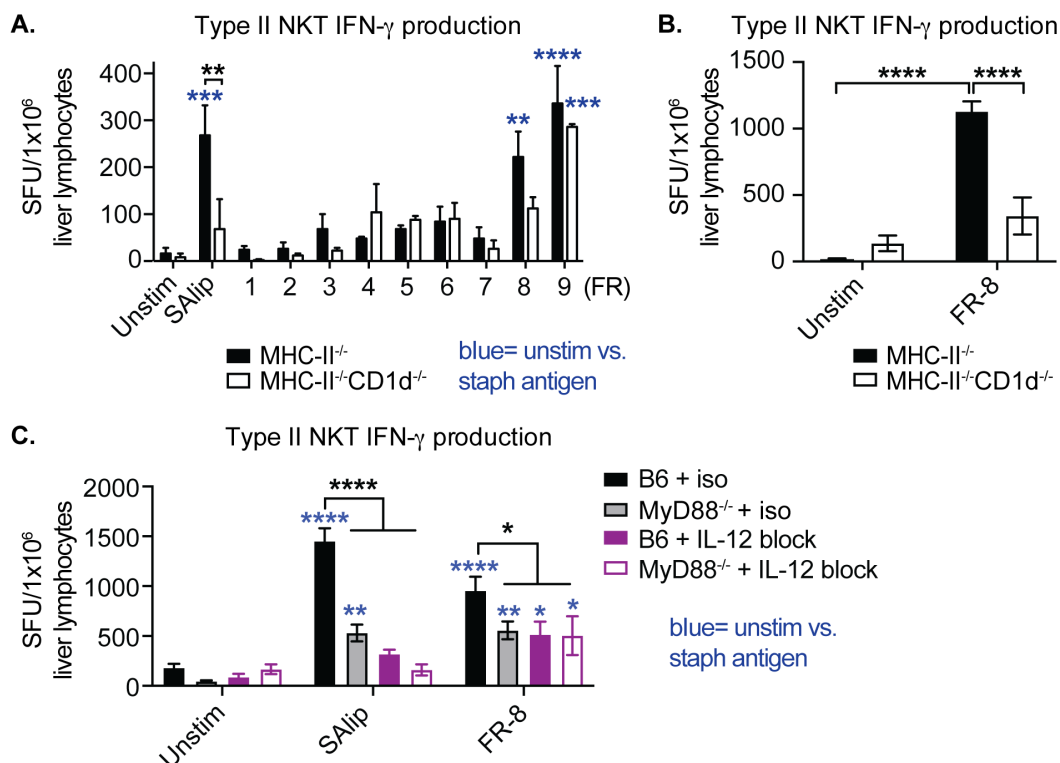 A.
Type II NKT IFN-γ production
SFU/1x10⁶
liver lymphocytes
400
300
200
100
0
**
***
**
****
***
Unstim
SAlip
1 2 3 4 5 6 7 8 9 (FR)
MHC-II⁻/⁻
MHC-II⁻/⁻CD1d⁻/⁻
blue= unstim vs.
staph antigen
B.
Type II NKT IFN-γ production
SFU/1x10⁶
liver lymphocytes
1500
1000
500
0
**** ****
Unstim
FR-8
MHC-II⁻/⁻
MHC-II⁻/⁻CD1d⁻/⁻
C.
Type II NKT IFN-γ production
SFU/1x10⁶
liver lymphocytes
2000
1500
1000
500
0
****
****
**
*
****
** * *
Unstim
SAlip
FR-8
B6 + iso
MyD88⁻/⁻ + iso
B6 + IL-12 block
MyD88⁻/⁻ + IL-12 block
blue= unstim vs.
staph antigen